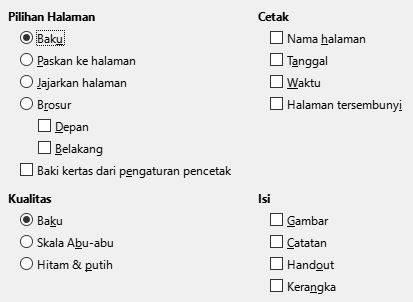 Pilihan Halaman
Baku
Paskan ke halaman
Jajarkan halaman
Brosur
Depan
Belakang
Baki kertas dari pengaturan pencetak
Cetak
Nama halaman
Tanggal
Waktu
Halaman tersembunyi
Kualitas
Baku
Skala Abu-abu
Hitam & putih
Isi
Gambar
Catatan
Handout
Kerangka